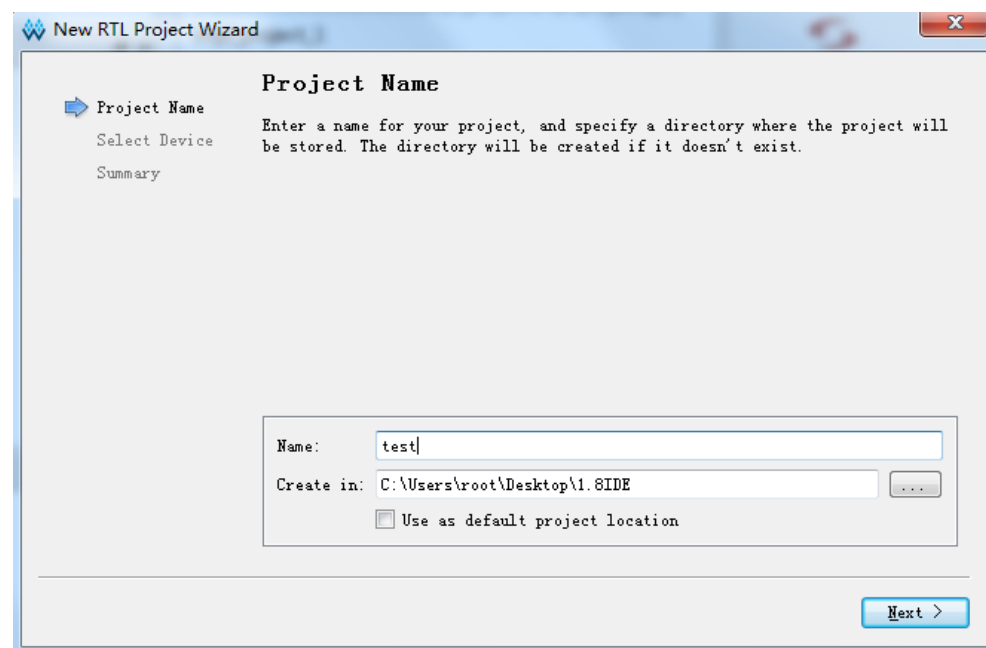 New RTL Project Wizard
Project Name
Select Device
Summary
Project Name
Enter a name for your project, and specify a directory where the project will
be stored. The directory will be created if it doesn't exist.
Name: test
Create in: C:\Users\root\Desktop\1.8IDE ...
Use as default project location
Next >